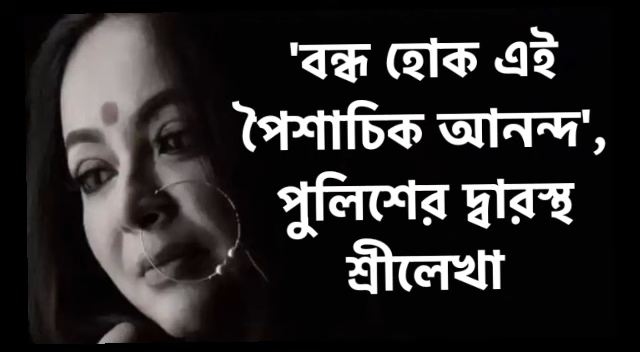 'বন্ধ হোক এই
পৈশাচিক আনন্দ',
পুলিশের দ্বারস্থ
শ্রীলেখা